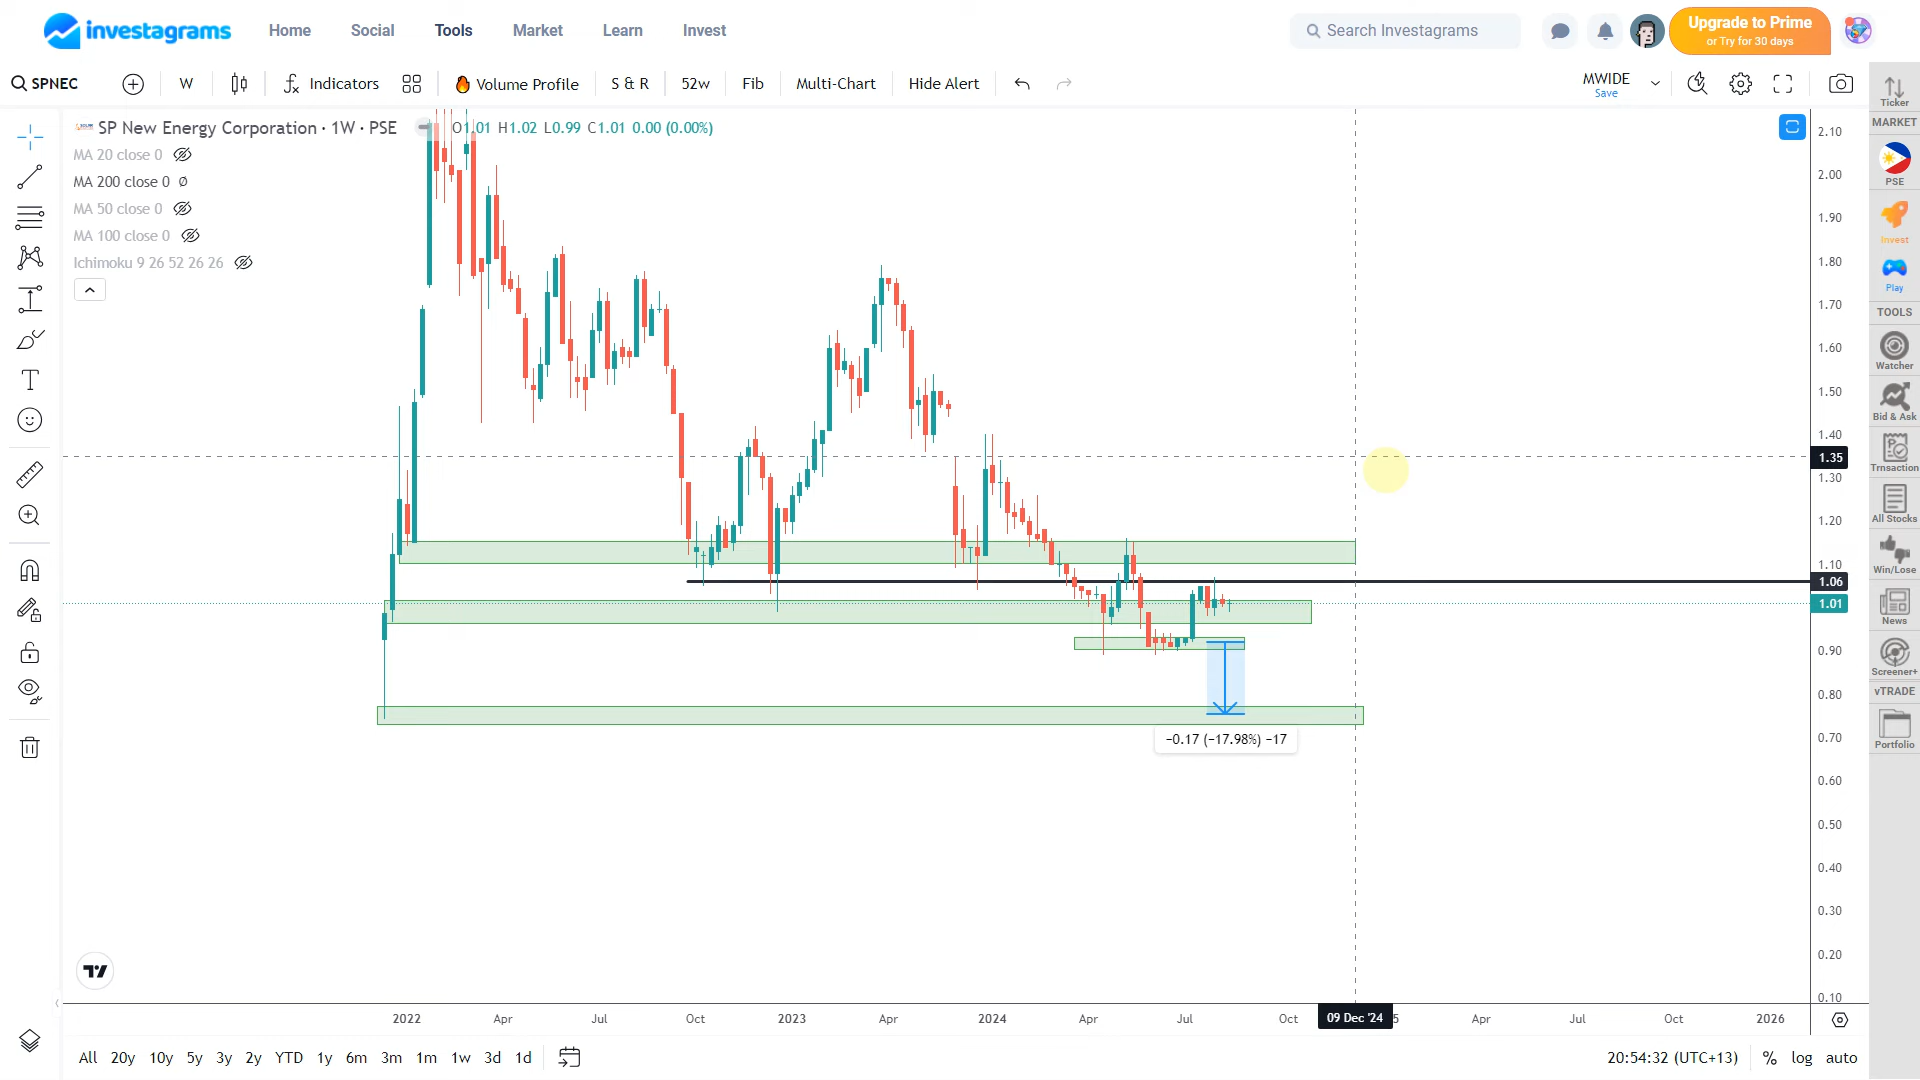 investagrams Home Social Tools Market Learn Invest Search Investagrams Upgrade to Prime
or Try for 30 days
SPNEC W Indicators Volume Profile S & R 52w Fib Multi-Chart Hide Alert MWIDE
Save
SP New Energy Corporation · 1W · PSE O1.01 H1.02 L0.99 C1.01 0.00 (0.00%)
MA 20 close 0
MA 200 close 0
MA 50 close 0
MA 100 close 0
Ichimoku 9 26 52 26 26
2.10
2.00
1.90
1.80
1.70
1.60
1.50
1.40
1.35
1.30
1.20
1.10
1.06
1.01
0.90
0.80
0.70
0.60
0.50
0.40
0.30
0.20
0.10
−0.17 (−17.98%) −17
2022 Apr Jul Oct 2023 Apr 2024 Apr Jul Oct 09 Dec '24 5 Apr Jul Oct 2026
All 20y 10y 5y 3y 2y YTD 1y 6m 3m 1m 1w 3d 1d 20:54:32 (UTC+13) % log auto
Ticker
MARKET
PSE
Invest
Play
TOOLS
Watcher
Bid & Ask
Trnsaction
All Stocks
Win/Lose
News
Screener+
vTRADE
Portfolio